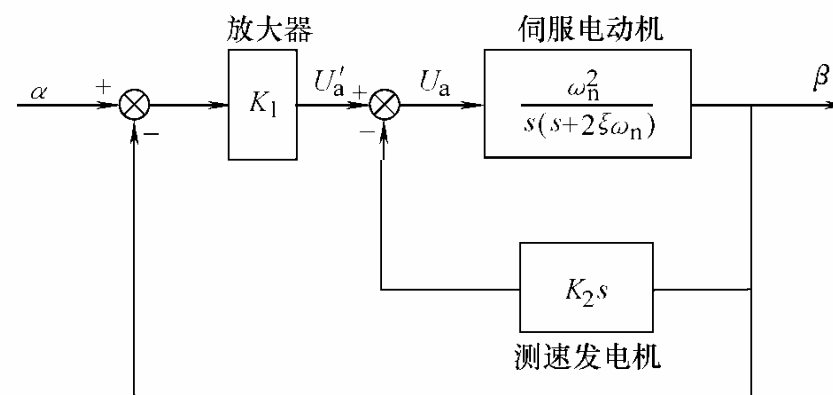 放大器
伺服电动机
α
+
−
K₁
U′ₐ
+
−
Uₐ
ωₙ²
s(s+2ξωₙ)
β
K₂s
测速发电机